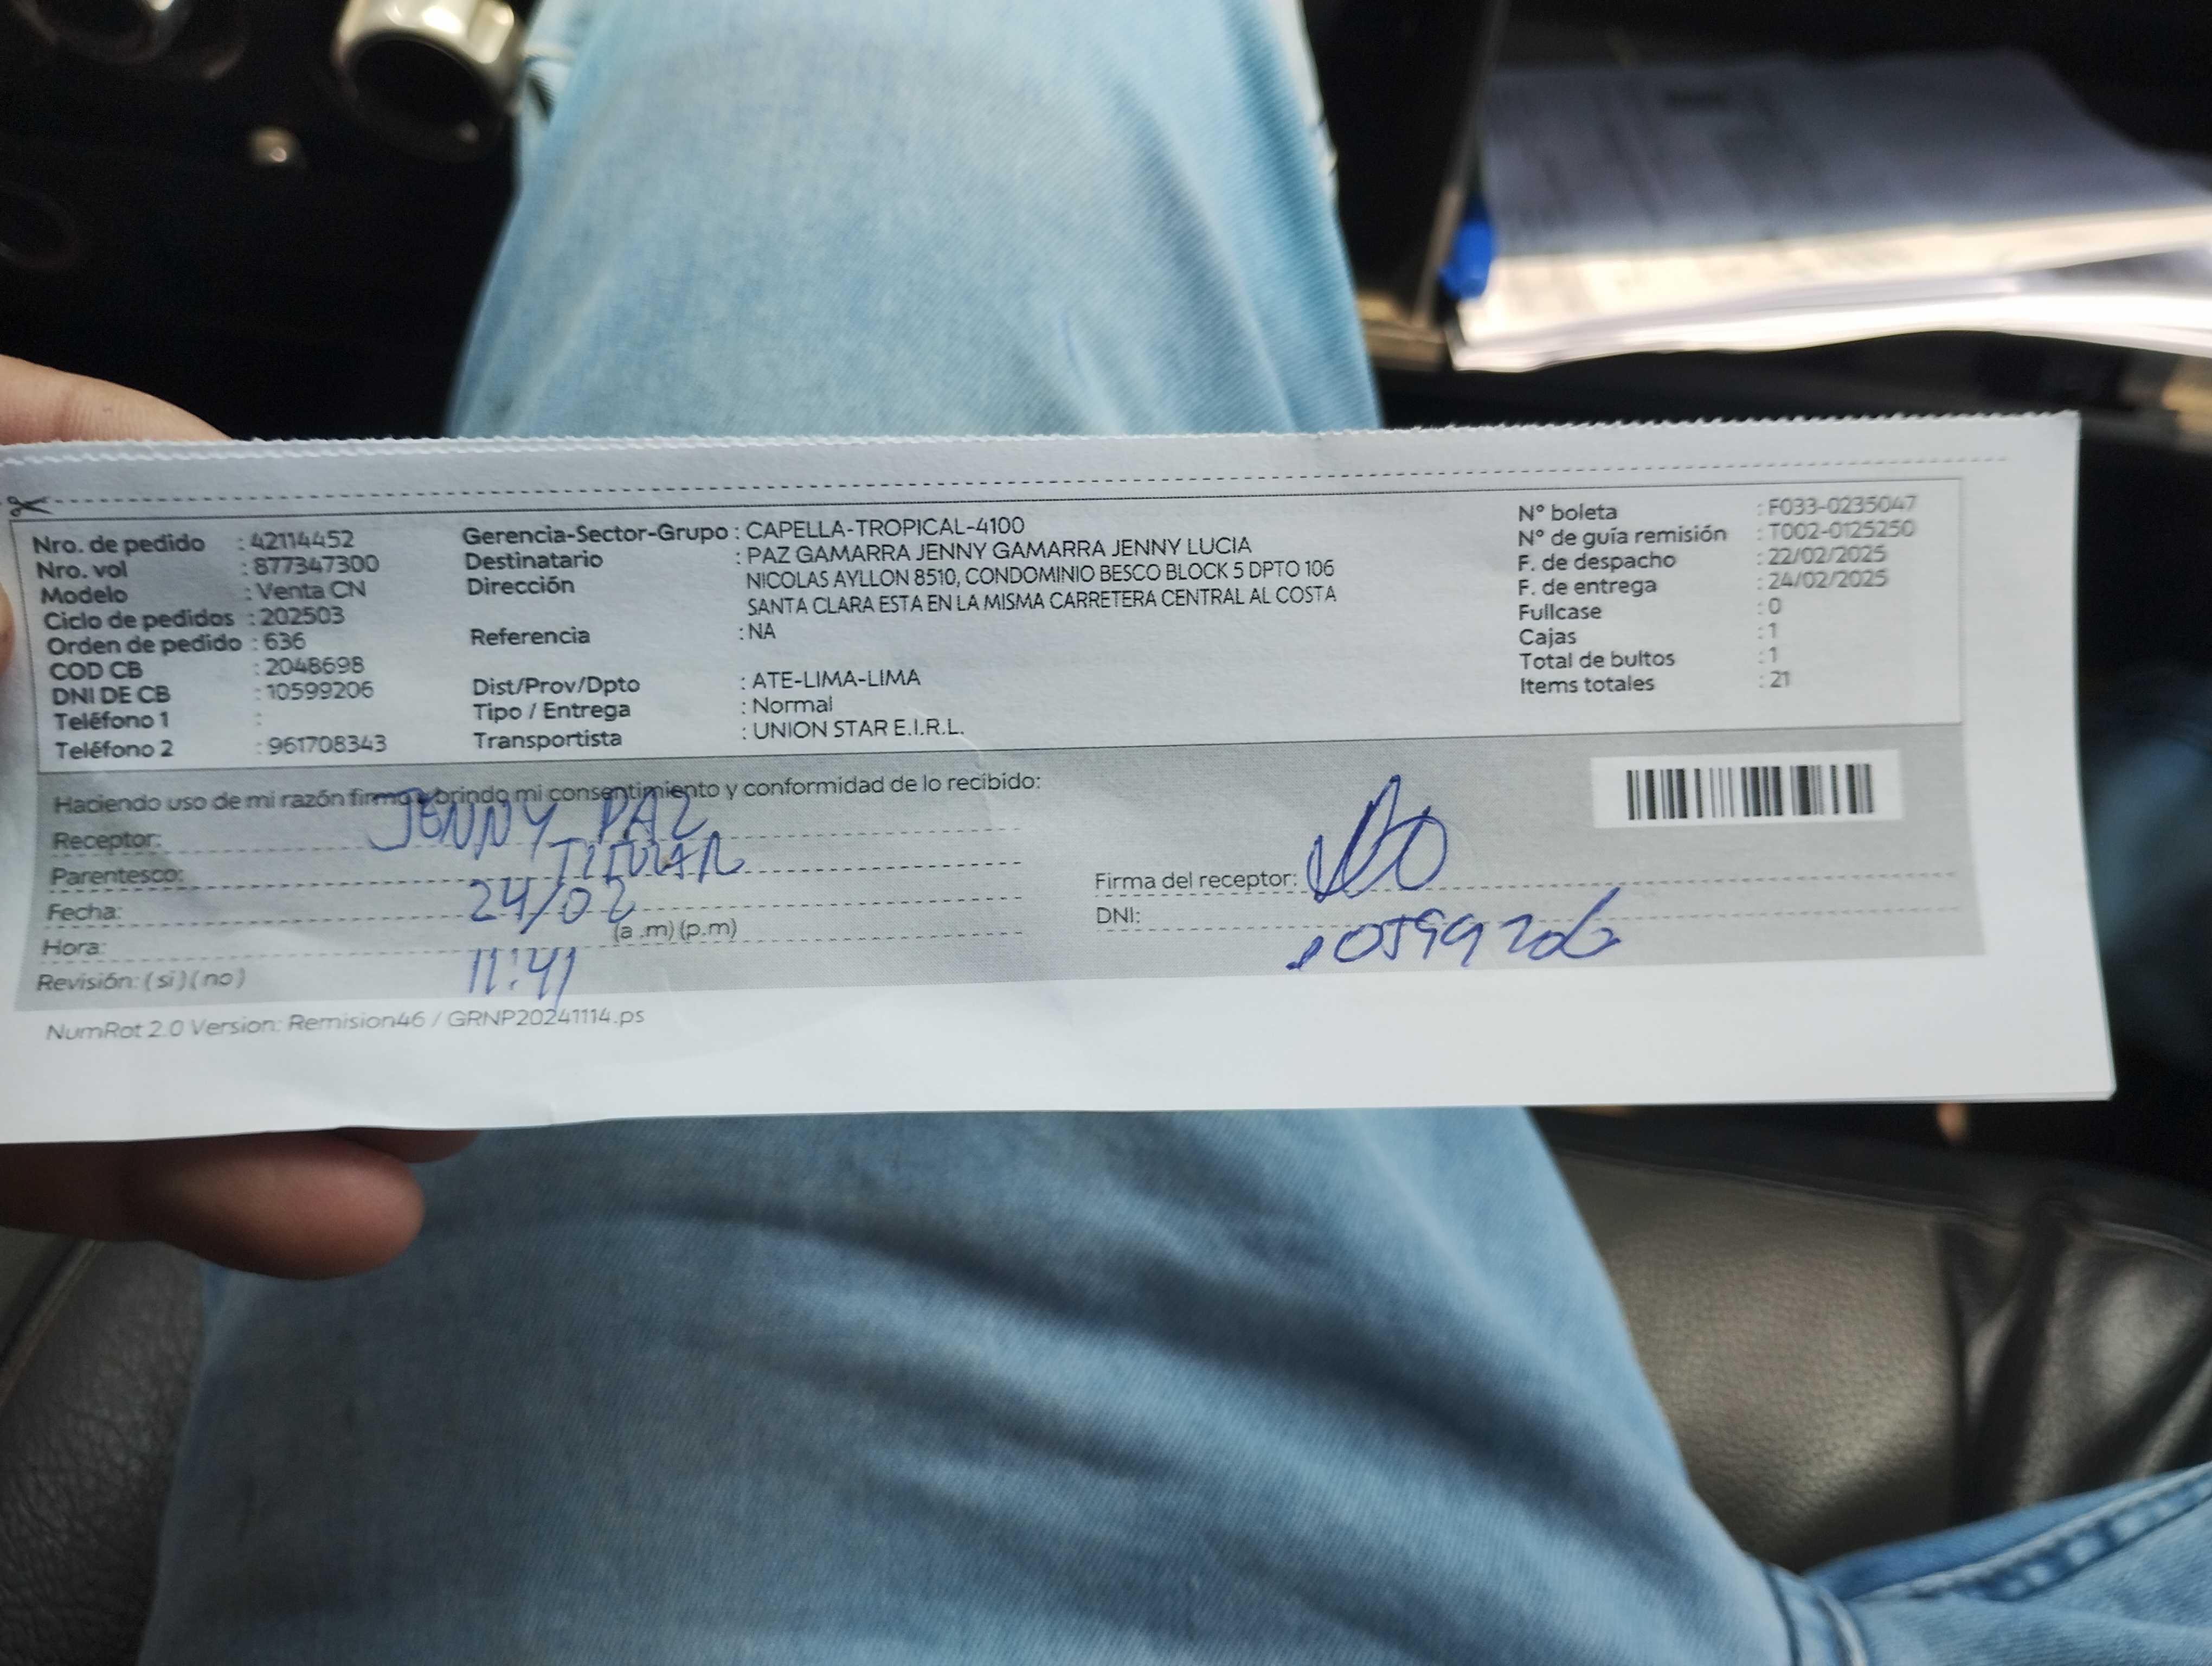 Nro. de pedido : 42114452
Nro. vol : 877347300
Modelo : Venta CN
Ciclo de pedidos : 202503
Orden de pedido : 636
COD CB : 2048698
DNI DE CB : 10599206
Teléfono 1 :
Teléfono 2 : 961708343
Gerencia-Sector-Grupo : CAPELLA-TROPICAL-4100
Destinatario : PAZ GAMARRA JENNY GAMARRA JENNY LUCIA
Dirección NICOLAS AYLLON 8510, CONDOMINIO BESCO BLOCK 5 DPTO 106
SANTA CLARA ESTA EN LA MISMA CARRETERA CENTRAL AL COSTA
Referencia : NA
Dist/Prov/Dpto : ATE-LIMA-LIMA
Tipo / Entrega : Normal
Transportista : UNION STAR E.I.R.L.
N° boleta : F033-0235047
N° de guía remisión : T002-0125250
F. de despacho : 22/02/2025
F. de entrega : 24/02/2025
Fullcase : 0
Cajas : 1
Total de bultos : 1
Items totales : 21
Haciendo uso de mi razón firmo y brindo mi consentimiento y conformidad de lo recibido:
Receptor: JENNY PAZ
Parentesco: TITULAR
Fecha: 24/02
Hora: (a .m) (p.m)
11:41
Revisión: ( si ) ( no )
Firma del receptor:
DNI: 10599206
NumRot 2.0 Version: Remision46 / GRNP20241114.ps